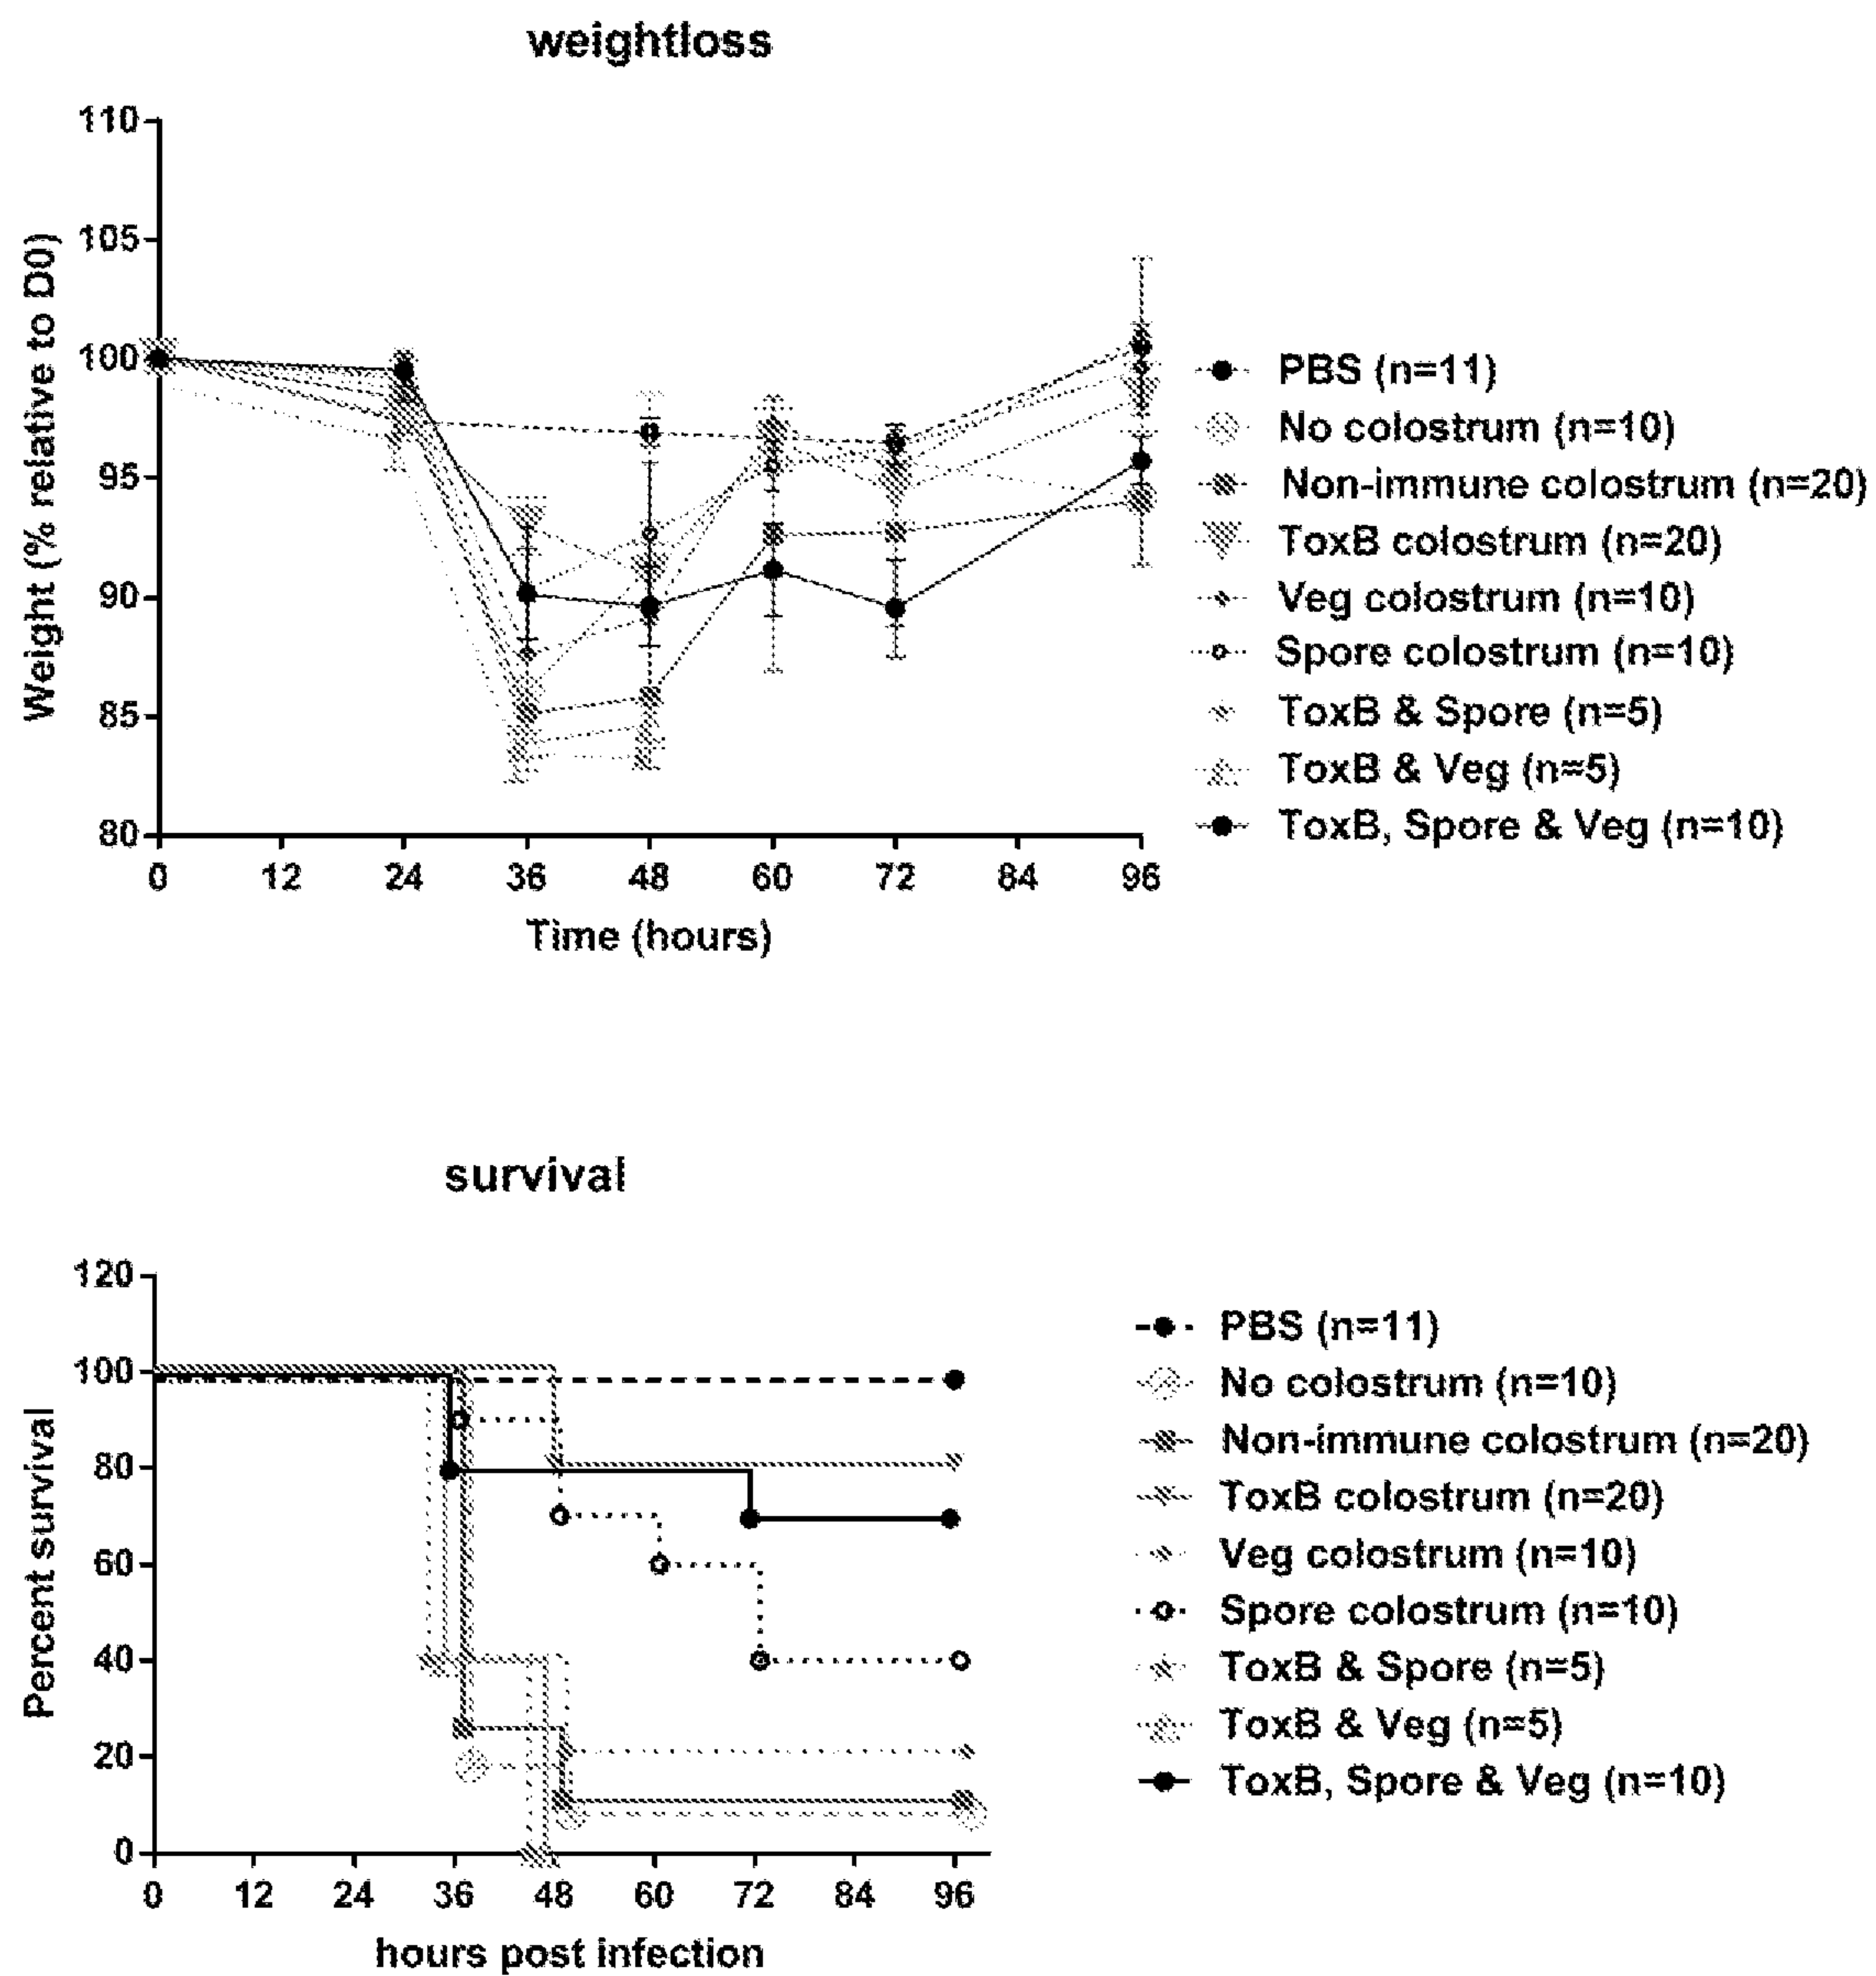 weightloss
110
105
100
95
90
85
80
Weight (% relative to D0)
0 12 24 36 48 60 72 84 96
Time (hours)
PBS (n=11)
No colostrum (n=10)
Non-immune colostrum (n=20)
ToxB colostrum (n=20)
Veg colostrum (n=10)
Spore colostrum (n=10)
ToxB & Spore (n=5)
ToxB & Veg (n=5)
ToxB, Spore & Veg (n=10)
survival
120
100
80
60
40
20
0
Percent survival
0 12 24 36 48 60 72 84 96
hours post infection
PBS (n=11)
No colostrum (n=10)
Non-immune colostrum (n=20)
ToxB colostrum (n=20)
Veg colostrum (n=10)
Spore colostrum (n=10)
ToxB & Spore (n=5)
ToxB & Veg (n=5)
ToxB, Spore & Veg (n=10)